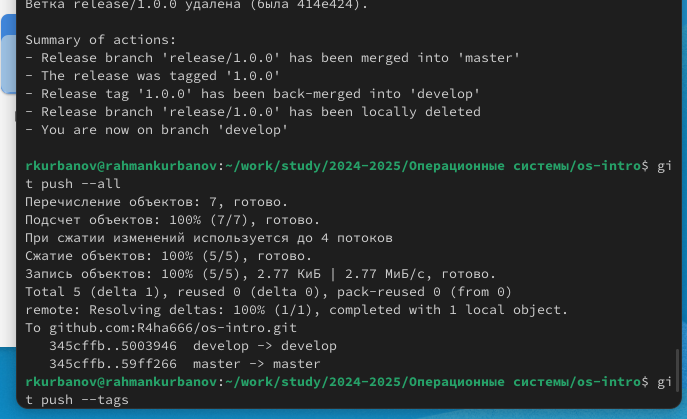 Ветка release/1.0.0 удалена (была 414e424).
Summary of actions:
- Release branch 'release/1.0.0' has been merged into 'master'
- The release was tagged '1.0.0'
- Release tag '1.0.0' has been back-merged into 'develop'
- Release branch 'release/1.0.0' has been locally deleted
- You are now on branch 'develop'
rkurbanov@rahmankurbanov:~/work/study/2024-2025/Операционные системы/os-intro$ gi
t push --all
Перечисление объектов: 7, готово.
Подсчет объектов: 100% (7/7), готово.
При сжатии изменений используется до 4 потоков
Сжатие объектов: 100% (5/5), готово.
Запись объектов: 100% (5/5), 2.77 КиБ | 2.77 МиБ/с, готово.
Total 5 (delta 1), reused 0 (delta 0), pack-reused 0 (from 0)
remote: Resolving deltas: 100% (1/1), completed with 1 local object.
To github.com:R4ha666/os-intro.git
   345cffb..5003946  develop -> develop
   345cffb..59ff266  master -> master
rkurbanov@rahmankurbanov:~/work/study/2024-2025/Операционные системы/os-intro$ gi
t push --tags